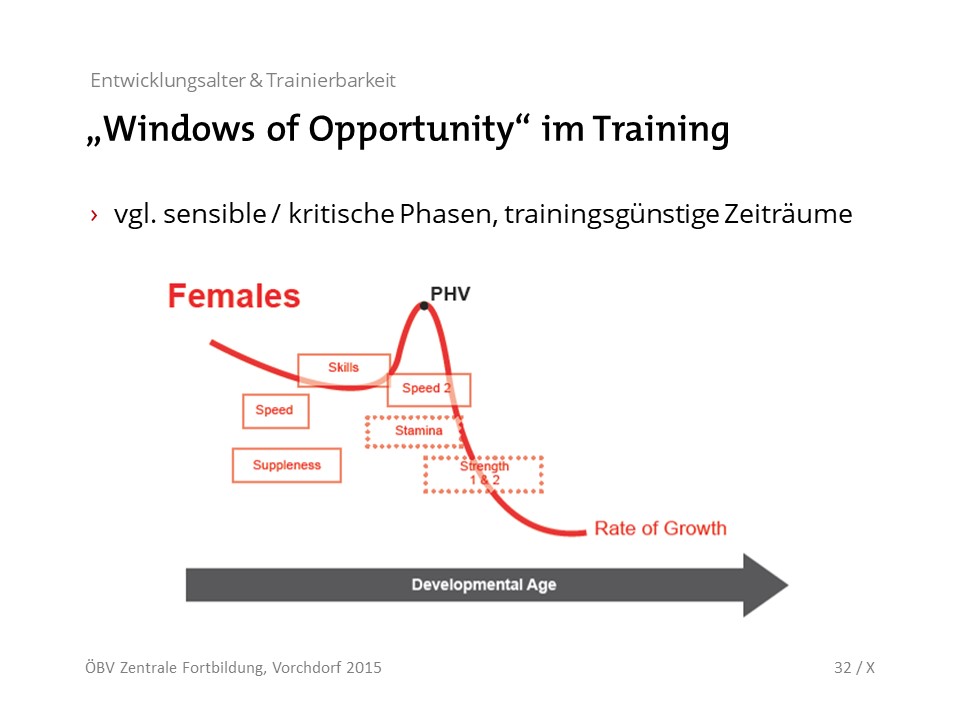 Entwicklungsalter & Trainierbarkeit
„Windows of Opportunity“ im Training
› vgl. sensible / kritische Phasen, trainingsgünstige Zeiträume
Females
PHV
Skills
Speed 2
Speed
Stamina
Suppleness
Strength
1 & 2
Rate of Growth
Developmental Age
ÖBV Zentrale Fortbildung, Vorchdorf 2015
32 / X